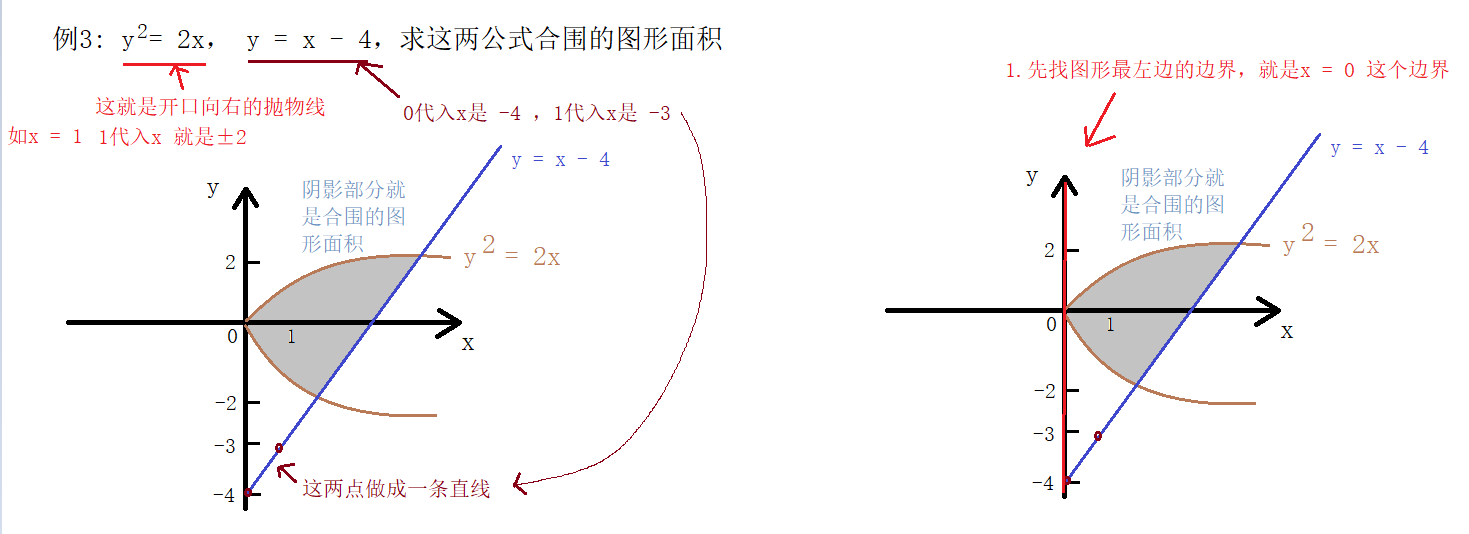 例3: y²= 2x， y = x - 4，求这两公式合围的图形面积
1.先找图形最左边的边界，就是x = 0 这个边界
这就是开口向右的抛物线
0代入x是 -4 ，1代入x是 -3
如x = 1 1代入x 就是±2
y = x - 4
y
阴影部分就
是合围的图
形面积
y² = 2x
2
0
1
x
-2
-3
-4
这两点做成一条直线
y = x - 4
y
阴影部分就
是合围的图
形面积
y² = 2x
2
0
1
x
-2
-3
-4